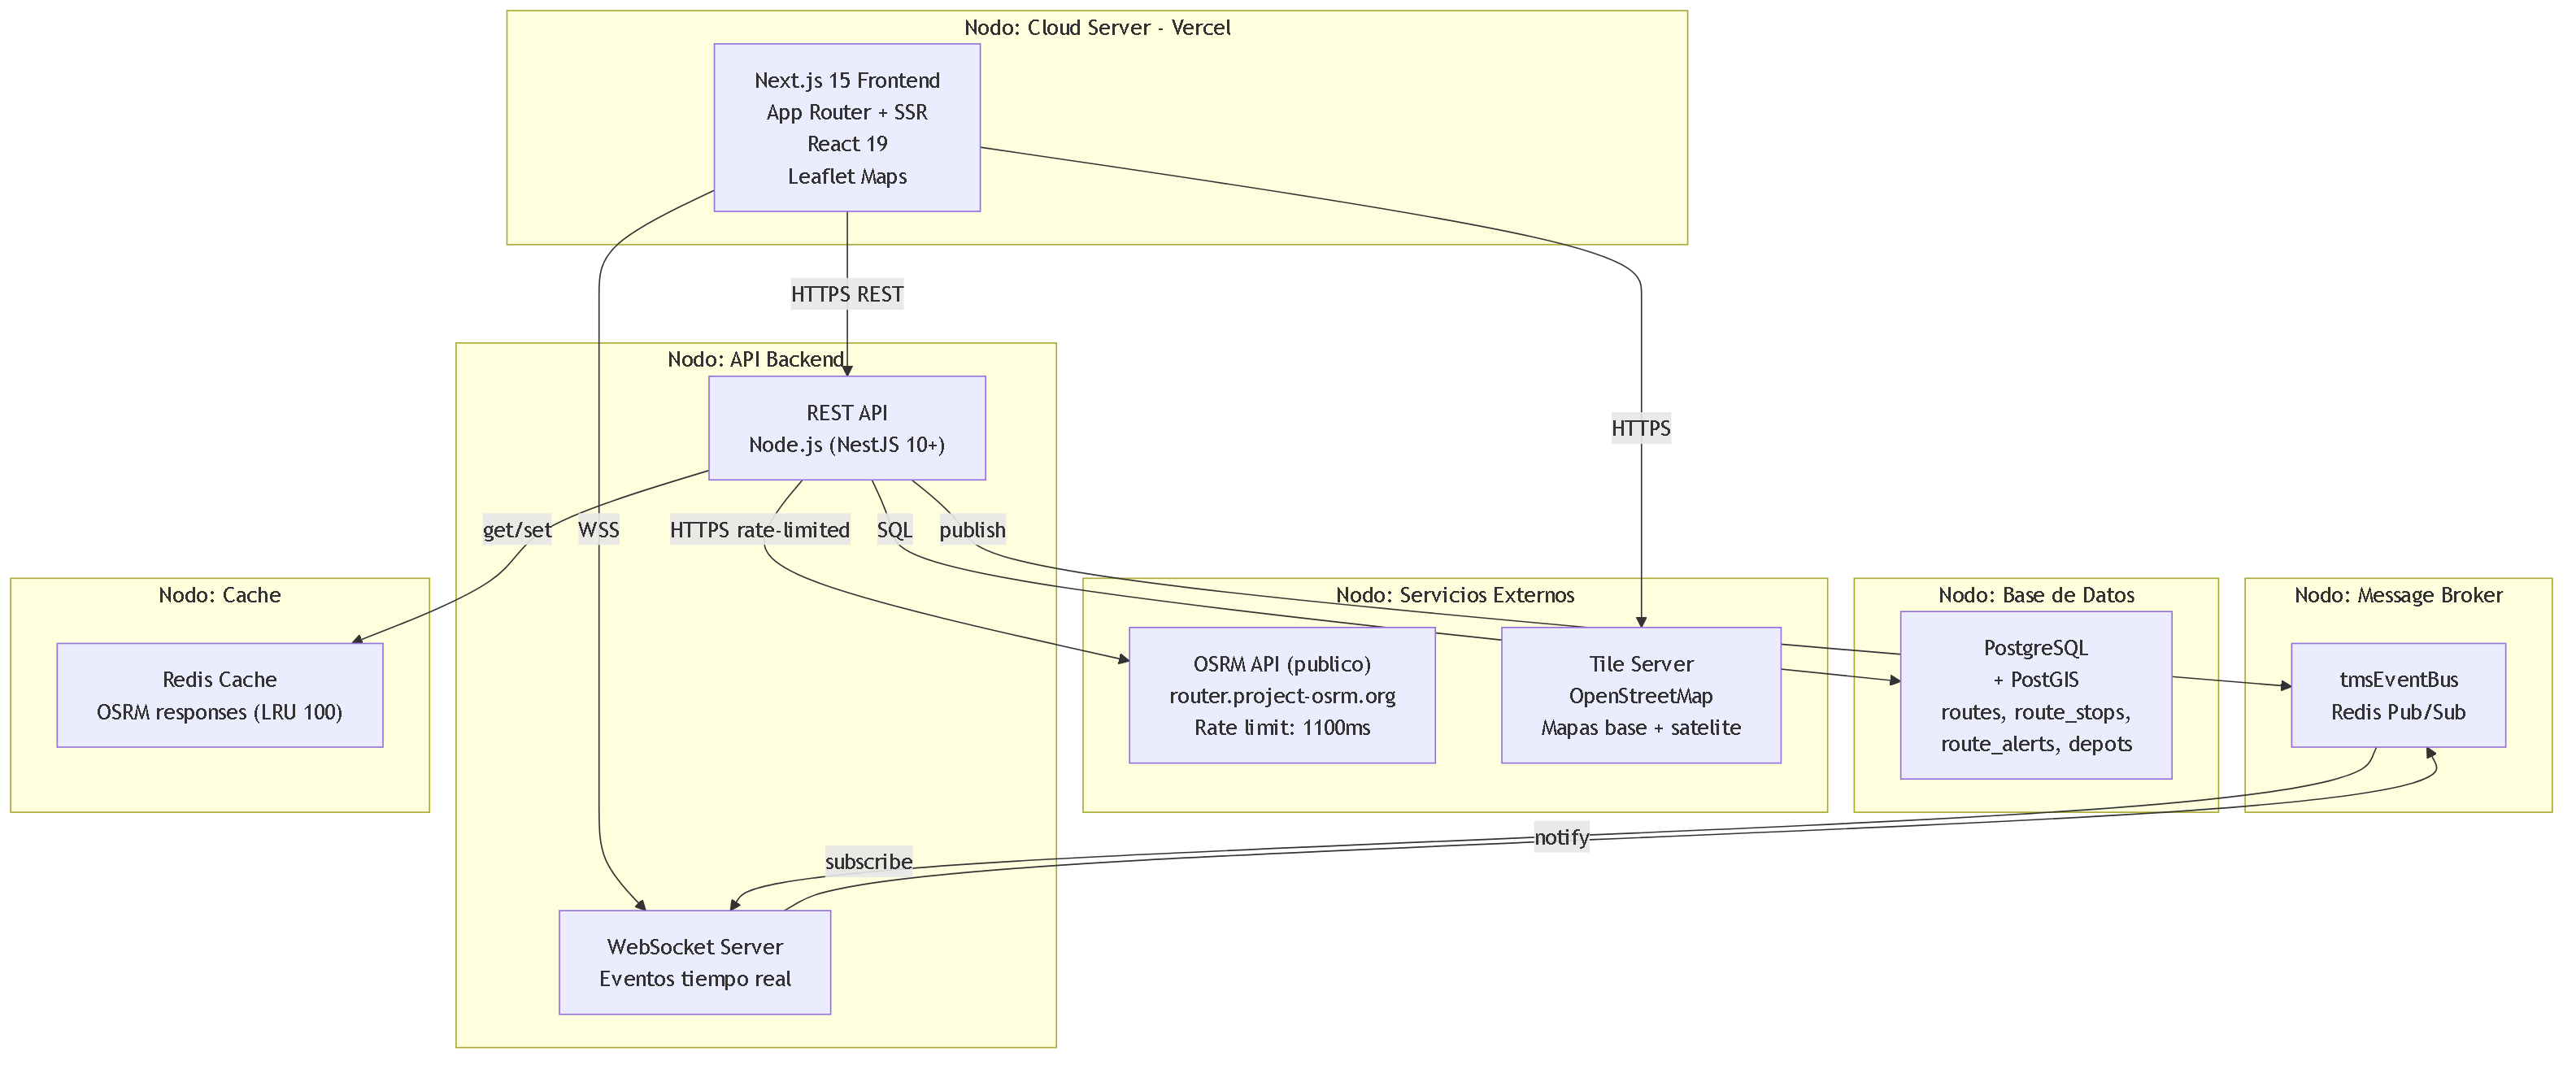 Nodo: Cloud Server - Vercel
Next.js 15 Frontend
App Router + SSR
React 19
Leaflet Maps
HTTPS REST
HTTPS
Nodo: API Backend
REST API
Node.js (NestJS 10+)
get/set
WSS
HTTPS rate-limited
SQL
publish
Nodo: Cache
Redis Cache
OSRM responses (LRU 100)
Nodo: Servicios Externos
OSRM API (publico)
router.project-osrm.org
Rate limit: 1100ms
Tile Server
OpenStreetMap
Mapas base + satelite
Nodo: Base de Datos
PostgreSQL
+ PostGIS
routes, route_stops,
route_alerts, depots
Nodo: Message Broker
tmsEventBus
Redis Pub/Sub
notify
subscribe
WebSocket Server
Eventos tiempo real